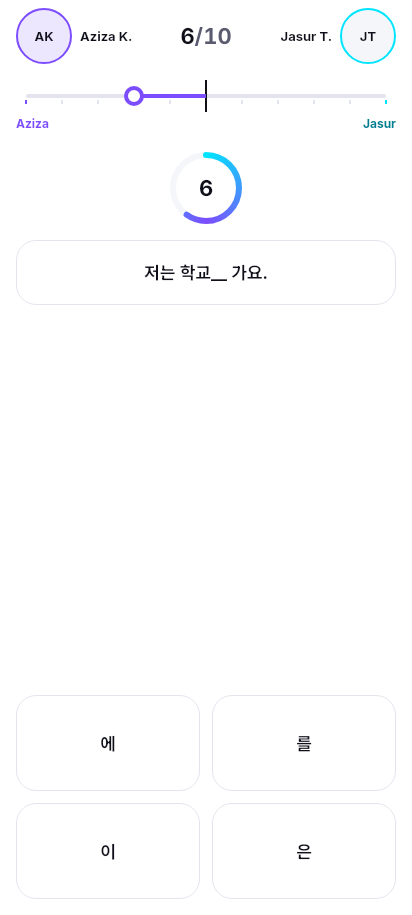 AK
Aziza K.
6/10
Jasur T.
JT
Aziza
Jasur
6
저는 학교__ 가요.
에
를
이
은